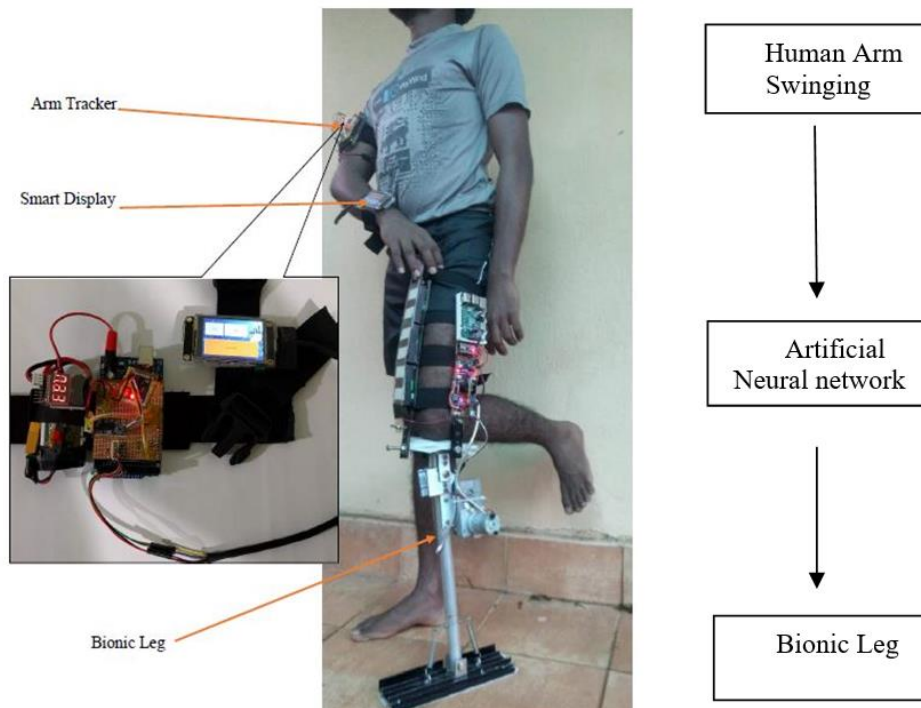 Arm Tracker
Smart Display
Bionic Leg
Human Arm
Swinging
Artificial
Neural network
Bionic Leg